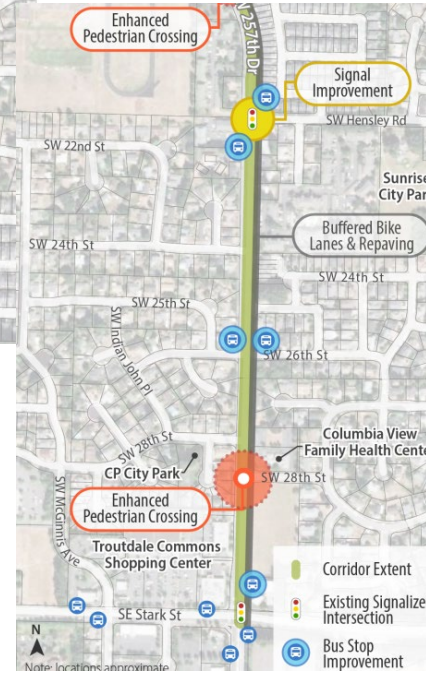 Enhanced
Pedestrian Crossing
257th Dr
Signal
Improvement
SW Hensley Rd
SW 22nd St
Sunrise
City Par
Buffered Bike
Lanes & Repaving
SW 24th St
SW 24th St
SW 25th St
SW Indian John Pl
SW 26th St
SW 28th St
Columbia View
Family Health Cente
CP City Park
SW 28th St
SW McGinnis Ave
Enhanced
Pedestrian Crossing
Troutdale Commons
Shopping Center
Corridor Extent
SE Stark St
Existing Signalize
Intersection
N
Bus Stop
Improvement
Note: locations approximate